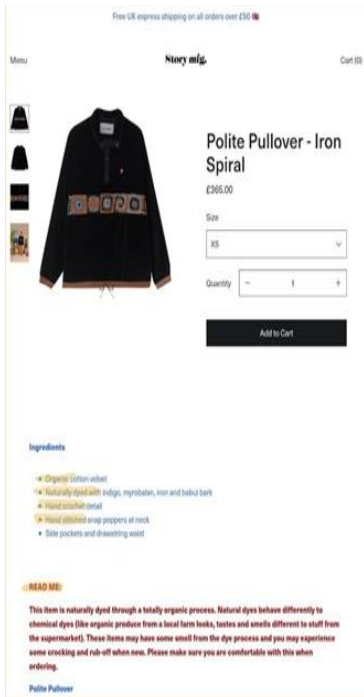 Free UK express shipping on all orders over £50 🇬🇧
Menu
Story mfg.
Cart (0)
Polite Pullover - Iron
Spiral
£365.00
Size
XS
Quantity
− 1 +
Add to Cart
Ingredients
• Organic cotton velvet
• Naturally dyed with indigo, myrobalan, iron and babul bark
• Hand crochet detail
• Hand stitched snap poppers at neck
• Side pockets and drawstring waist
READ ME:
This item is naturally dyed through a totally organic process. Natural dyes behave differently to
chemical dyes (like organic produce from a local farm looks, tastes and smells different to stuff from
the supermarket). These items may have some smell from the dye process and you may experience
some crocking and rub-off when new. Please make sure you are comfortable with this when
ordering.
Polite Pullover